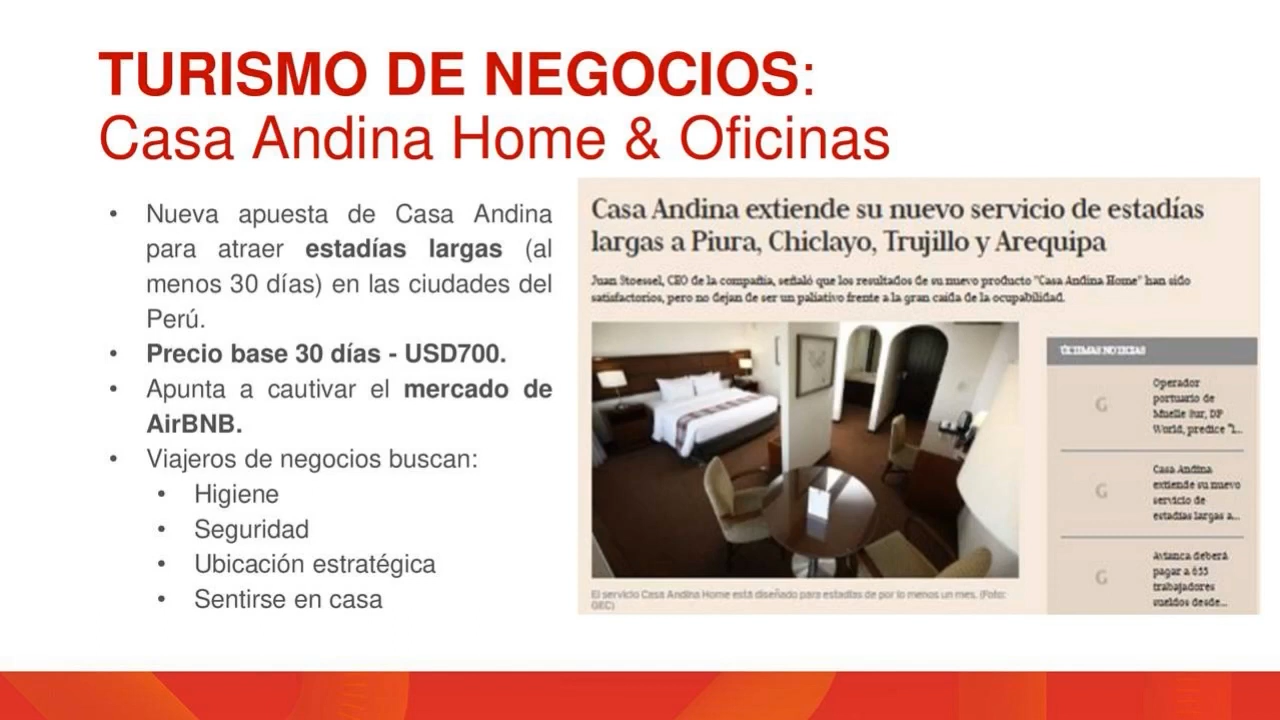 TURISMO DE NEGOCIOS:
Casa Andina Home & Oficinas
• Nueva apuesta de Casa Andina
para atraer estadías largas (al
menos 30 días) en las ciudades del
Perú.
• Precio base 30 días - USD700.
• Apunta a cautivar el mercado de
AirBNB.
• Viajeros de negocios buscan:
• Higiene
• Seguridad
• Ubicación estratégica
• Sentirse en casa
Casa Andina extiende su nuevo servicio de estadías
largas a Piura, Chiclayo, Trujillo y Arequipa
Juan Stoessel, CEO de la compañía, señaló que los resultados de su nuevo producto "Casa Andina Home" han sido
satisfactorios, pero no dejan de ser un paliativo frente a la gran caída de la ocupabilidad.
El servicio Casa Andina Home está diseñado para estadías de por lo menos un mes. (Foto:
GEC)
ÚLTIMAS NOTICIAS
G
Operador
portuario de
Muelle Sur, DP
World, predice "l...
G
Casa Andina
extiende su nuevo
servicio de
estadías largas a...
G
Avianca deberá
pagar a 633
trabajadores
sueldos desde...